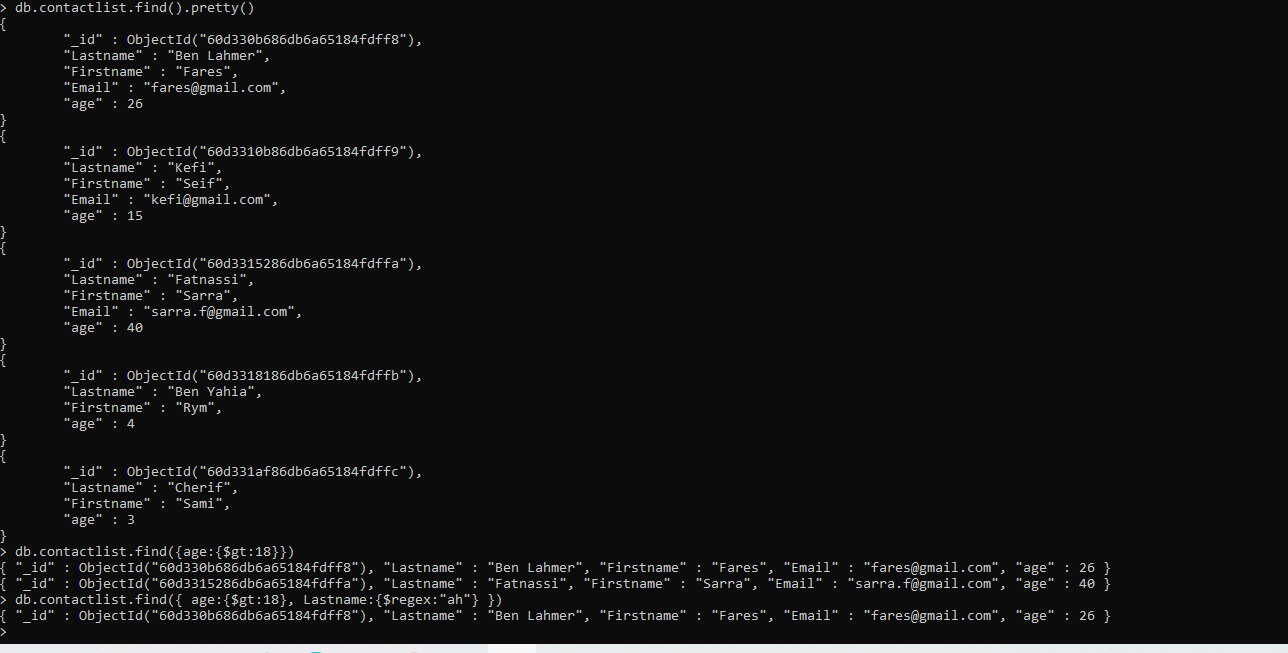 > db.contactlist.find().pretty()
{
        "_id" : ObjectId("60d330b686db6a65184fdff8"),
        "Lastname" : "Ben Lahmer",
        "Firstname" : "Fares",
        "Email" : "fares@gmail.com",
        "age" : 26
}
{
        "_id" : ObjectId("60d3310b86db6a65184fdff9"),
        "Lastname" : "Kefi",
        "Firstname" : "Seif",
        "Email" : "kefi@gmail.com",
        "age" : 15
}
{
        "_id" : ObjectId("60d3315286db6a65184fdffa"),
        "Lastname" : "Fatnassi",
        "Firstname" : "Sarra",
        "Email" : "sarra.f@gmail.com",
        "age" : 40
}
{
        "_id" : ObjectId("60d3318186db6a65184fdffb"),
        "Lastname" : "Ben Yahia",
        "Firstname" : "Rym",
        "age" : 4
}
{
        "_id" : ObjectId("60d331af86db6a65184fdffc"),
        "Lastname" : "Cherif",
        "Firstname" : "Sami",
        "age" : 3
}
> db.contactlist.find({age:{$gt:18}})
{ "_id" : ObjectId("60d330b686db6a65184fdff8"), "Lastname" : "Ben Lahmer", "Firstname" : "Fares", "Email" : "fares@gmail.com", "age" : 26 }
{ "_id" : ObjectId("60d3315286db6a65184fdffa"), "Lastname" : "Fatnassi", "Firstname" : "Sarra", "Email" : "sarra.f@gmail.com", "age" : 40 }
> db.contactlist.find({ age:{$gt:18}, Lastname:{$regex:"ah"} })
{ "_id" : ObjectId("60d330b686db6a65184fdff8"), "Lastname" : "Ben Lahmer", "Firstname" : "Fares", "Email" : "fares@gmail.com", "age" : 26 }
>